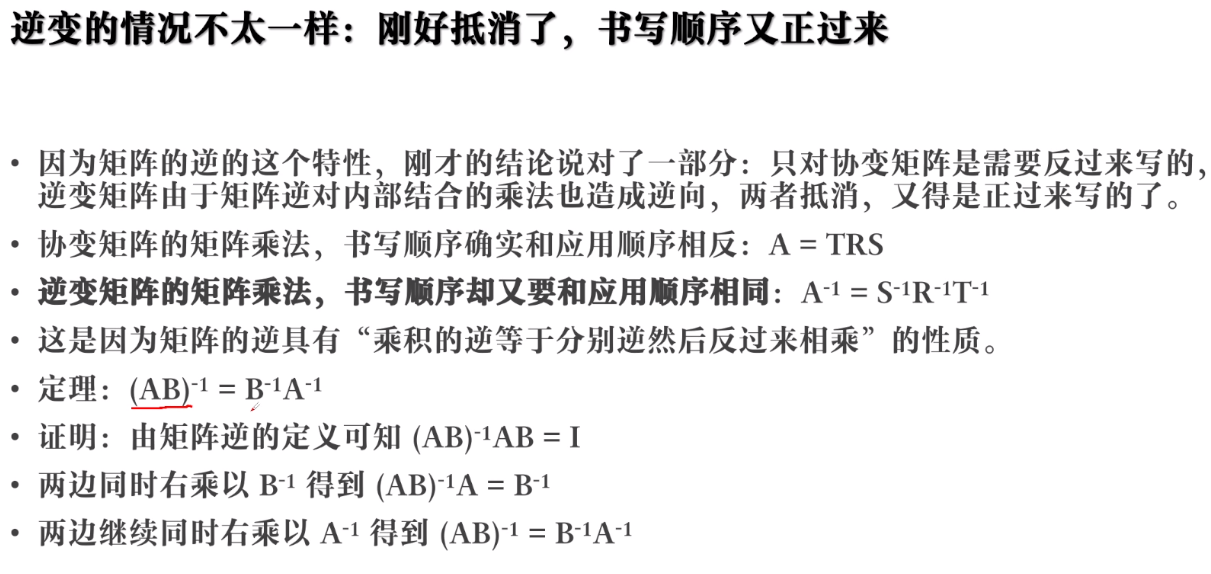 逆变的情况不太一样：刚好抵消了，书写顺序又正过来
• 因为矩阵的逆的这个特性，刚才的结论说对了一部分：只对协变矩阵是需要反过来写的，
逆变矩阵由于矩阵逆对内部结合的乘法也造成逆向，两者抵消，又得是正过来写的了。
• 协变矩阵的矩阵乘法，书写顺序确实和应用顺序相反：A = TRS
• 逆变矩阵的矩阵乘法，书写顺序却又要和应用顺序相同：A⁻¹ = S⁻¹R⁻¹T⁻¹
• 这是因为矩阵的逆具有“乘积的逆等于分别逆然后反过来相乘”的性质。
• 定理：(AB)⁻¹ = B⁻¹A⁻¹
• 证明：由矩阵逆的定义可知 (AB)⁻¹AB = I
• 两边同时右乘以 B⁻¹ 得到 (AB)⁻¹A = B⁻¹
• 两边继续同时右乘以 A⁻¹ 得到 (AB)⁻¹ = B⁻¹A⁻¹